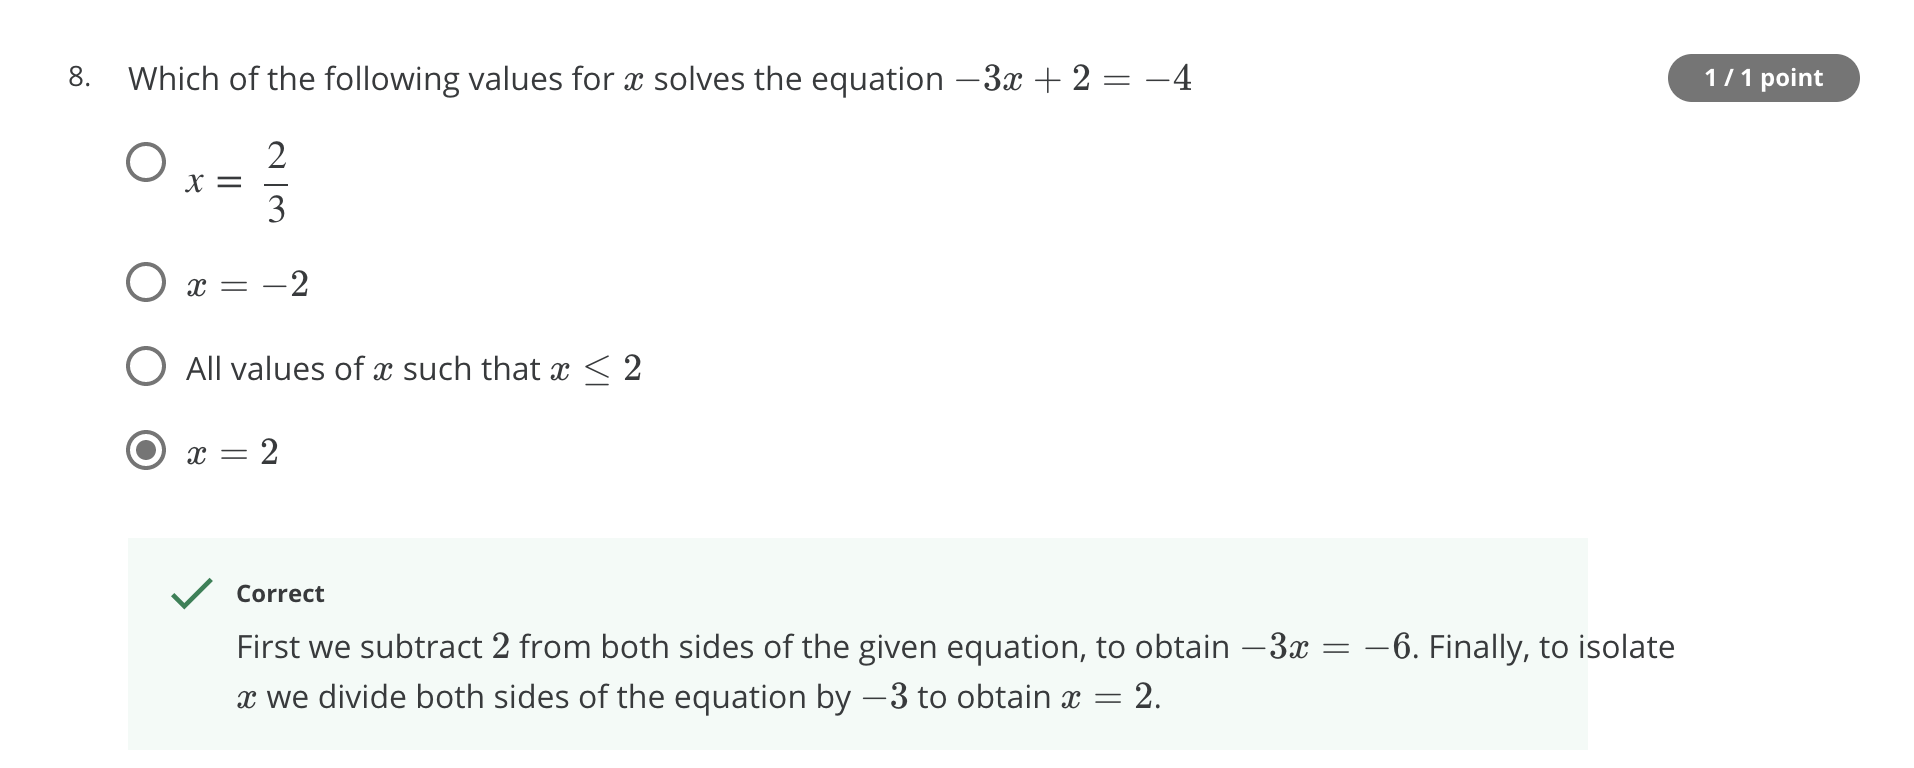 8. Which of the following values for x solves the equation −3x + 2 = −4
1 / 1 point
x = 2/3
x = −2
All values of x such that x ≤ 2
x = 2
Correct
First we subtract 2 from both sides of the given equation, to obtain −3x = −6. Finally, to isolate
x we divide both sides of the equation by −3 to obtain x = 2.